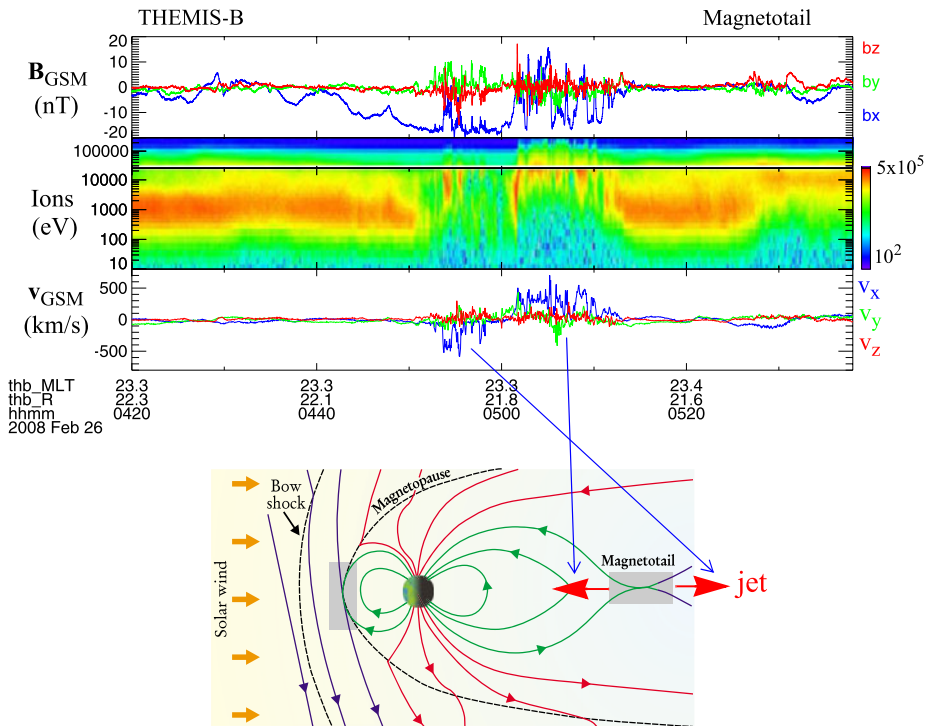 THEMIS-B Magnetotail
20
10
0
-10
-20
B_GSM
(nT)
bz
by
bx
100000
10000
1000
100
10
Ions
(eV)
5x10^5
10^2
500
0
-500
v_GSM
(km/s)
v_x
v_y
v_z
thb_MLT 23.3 23.3 23.3 23.4
thb_R 22.3 22.1 21.8 21.6
hhmm 0420 0440 0500 0520
2008 Feb 26
Bow
shock
Magnetopause
Solar wind
Magnetotail
jet